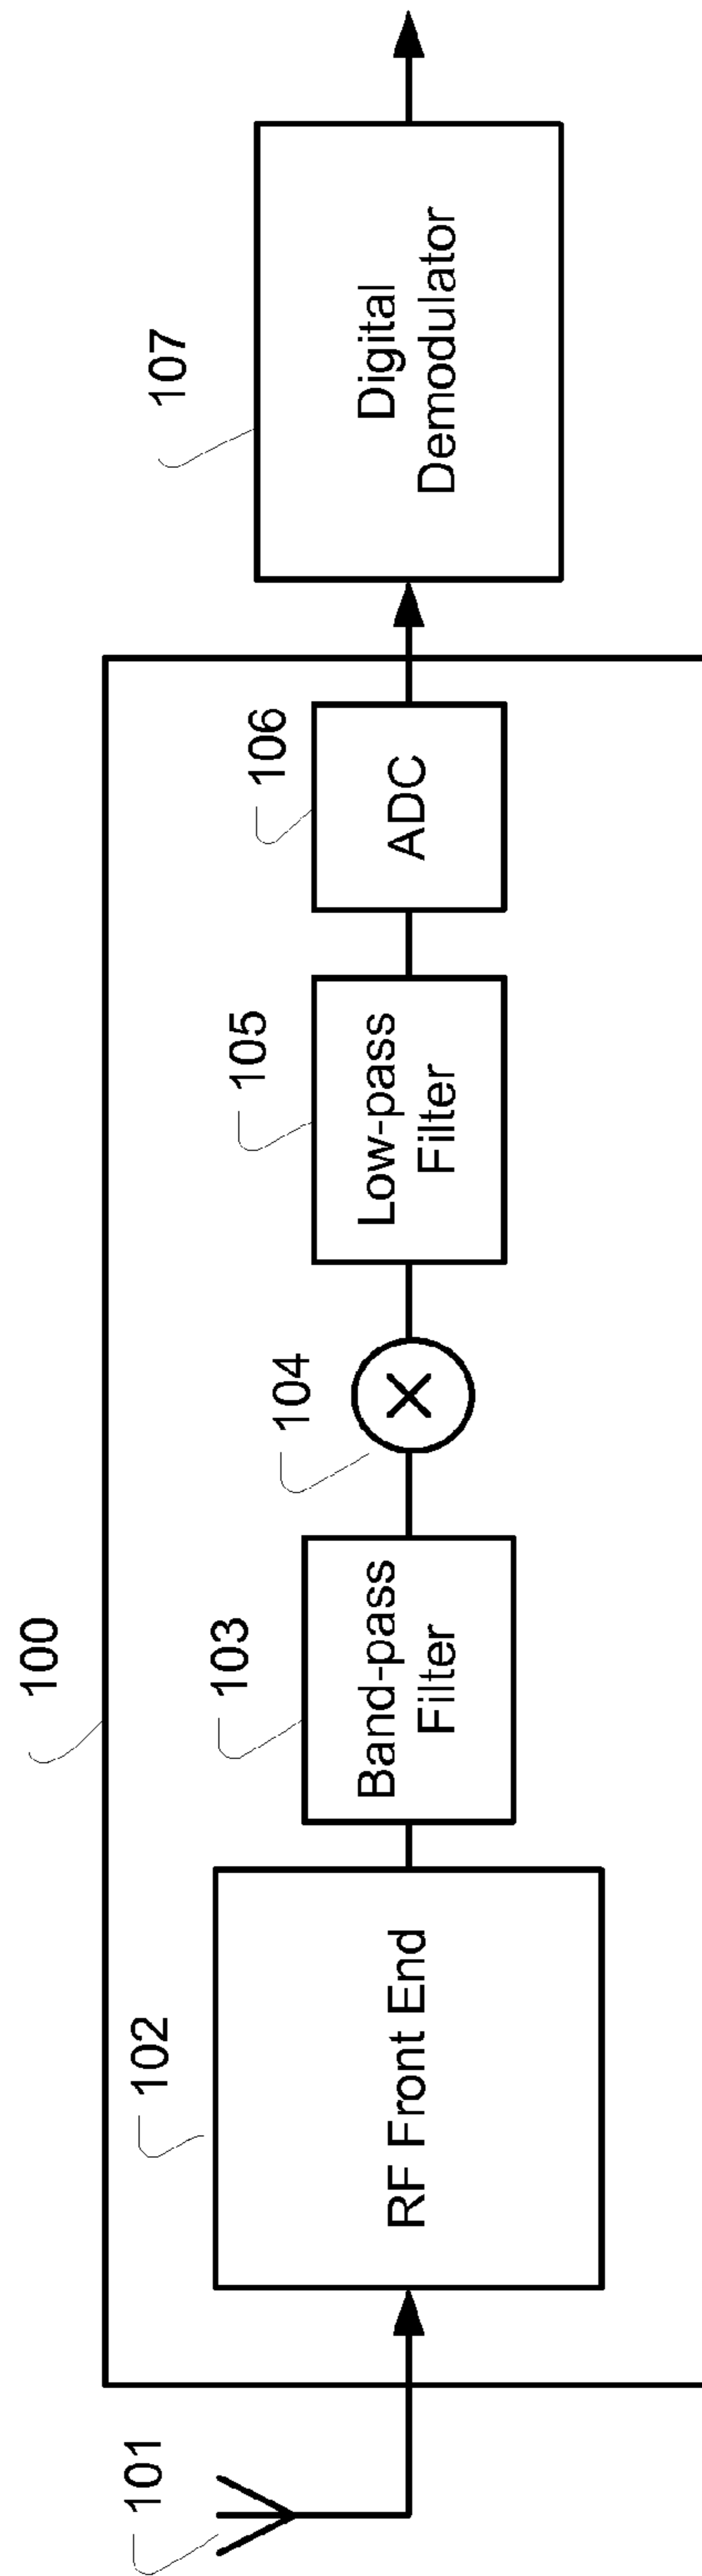 100
101
102
RF Front End
103
Band-pass
Filter
104
X
105
Low-pass
Filter
106
ADC
107
Digital
Demodulator